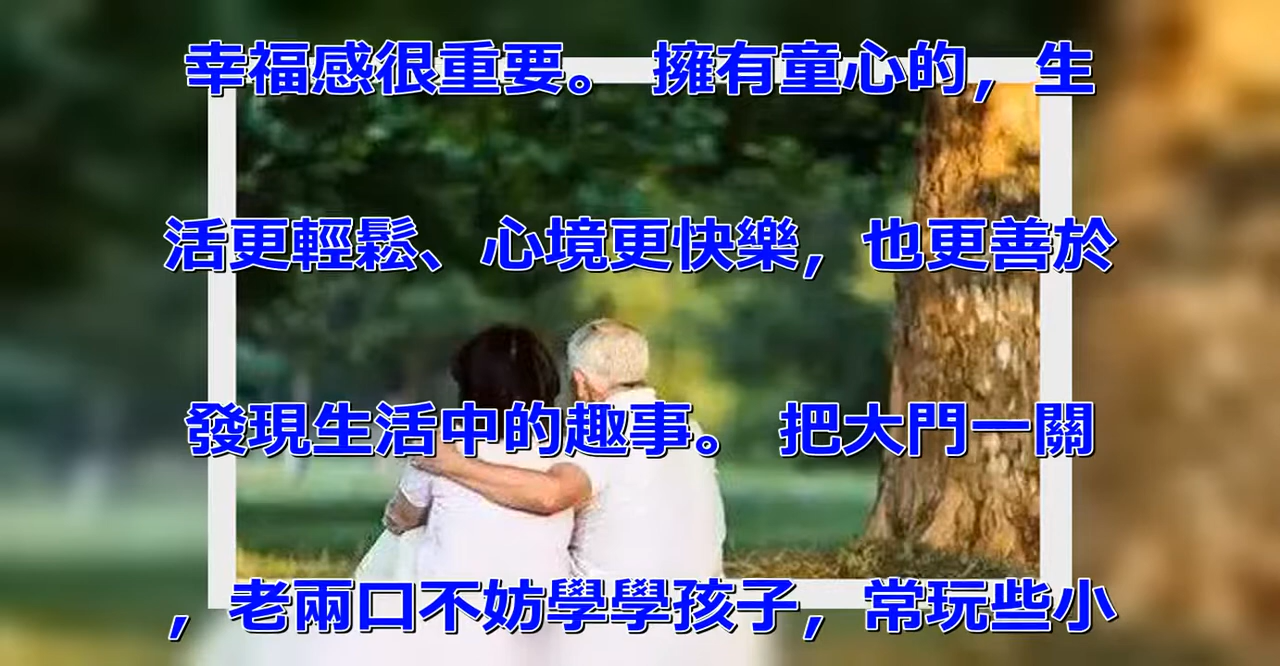 幸福感很重要。 擁有童心的，生
活更輕鬆、心境更快樂，也更善於
發現生活中的趣事。 把大門一關
，老兩口不妨學學孩子，常玩些小